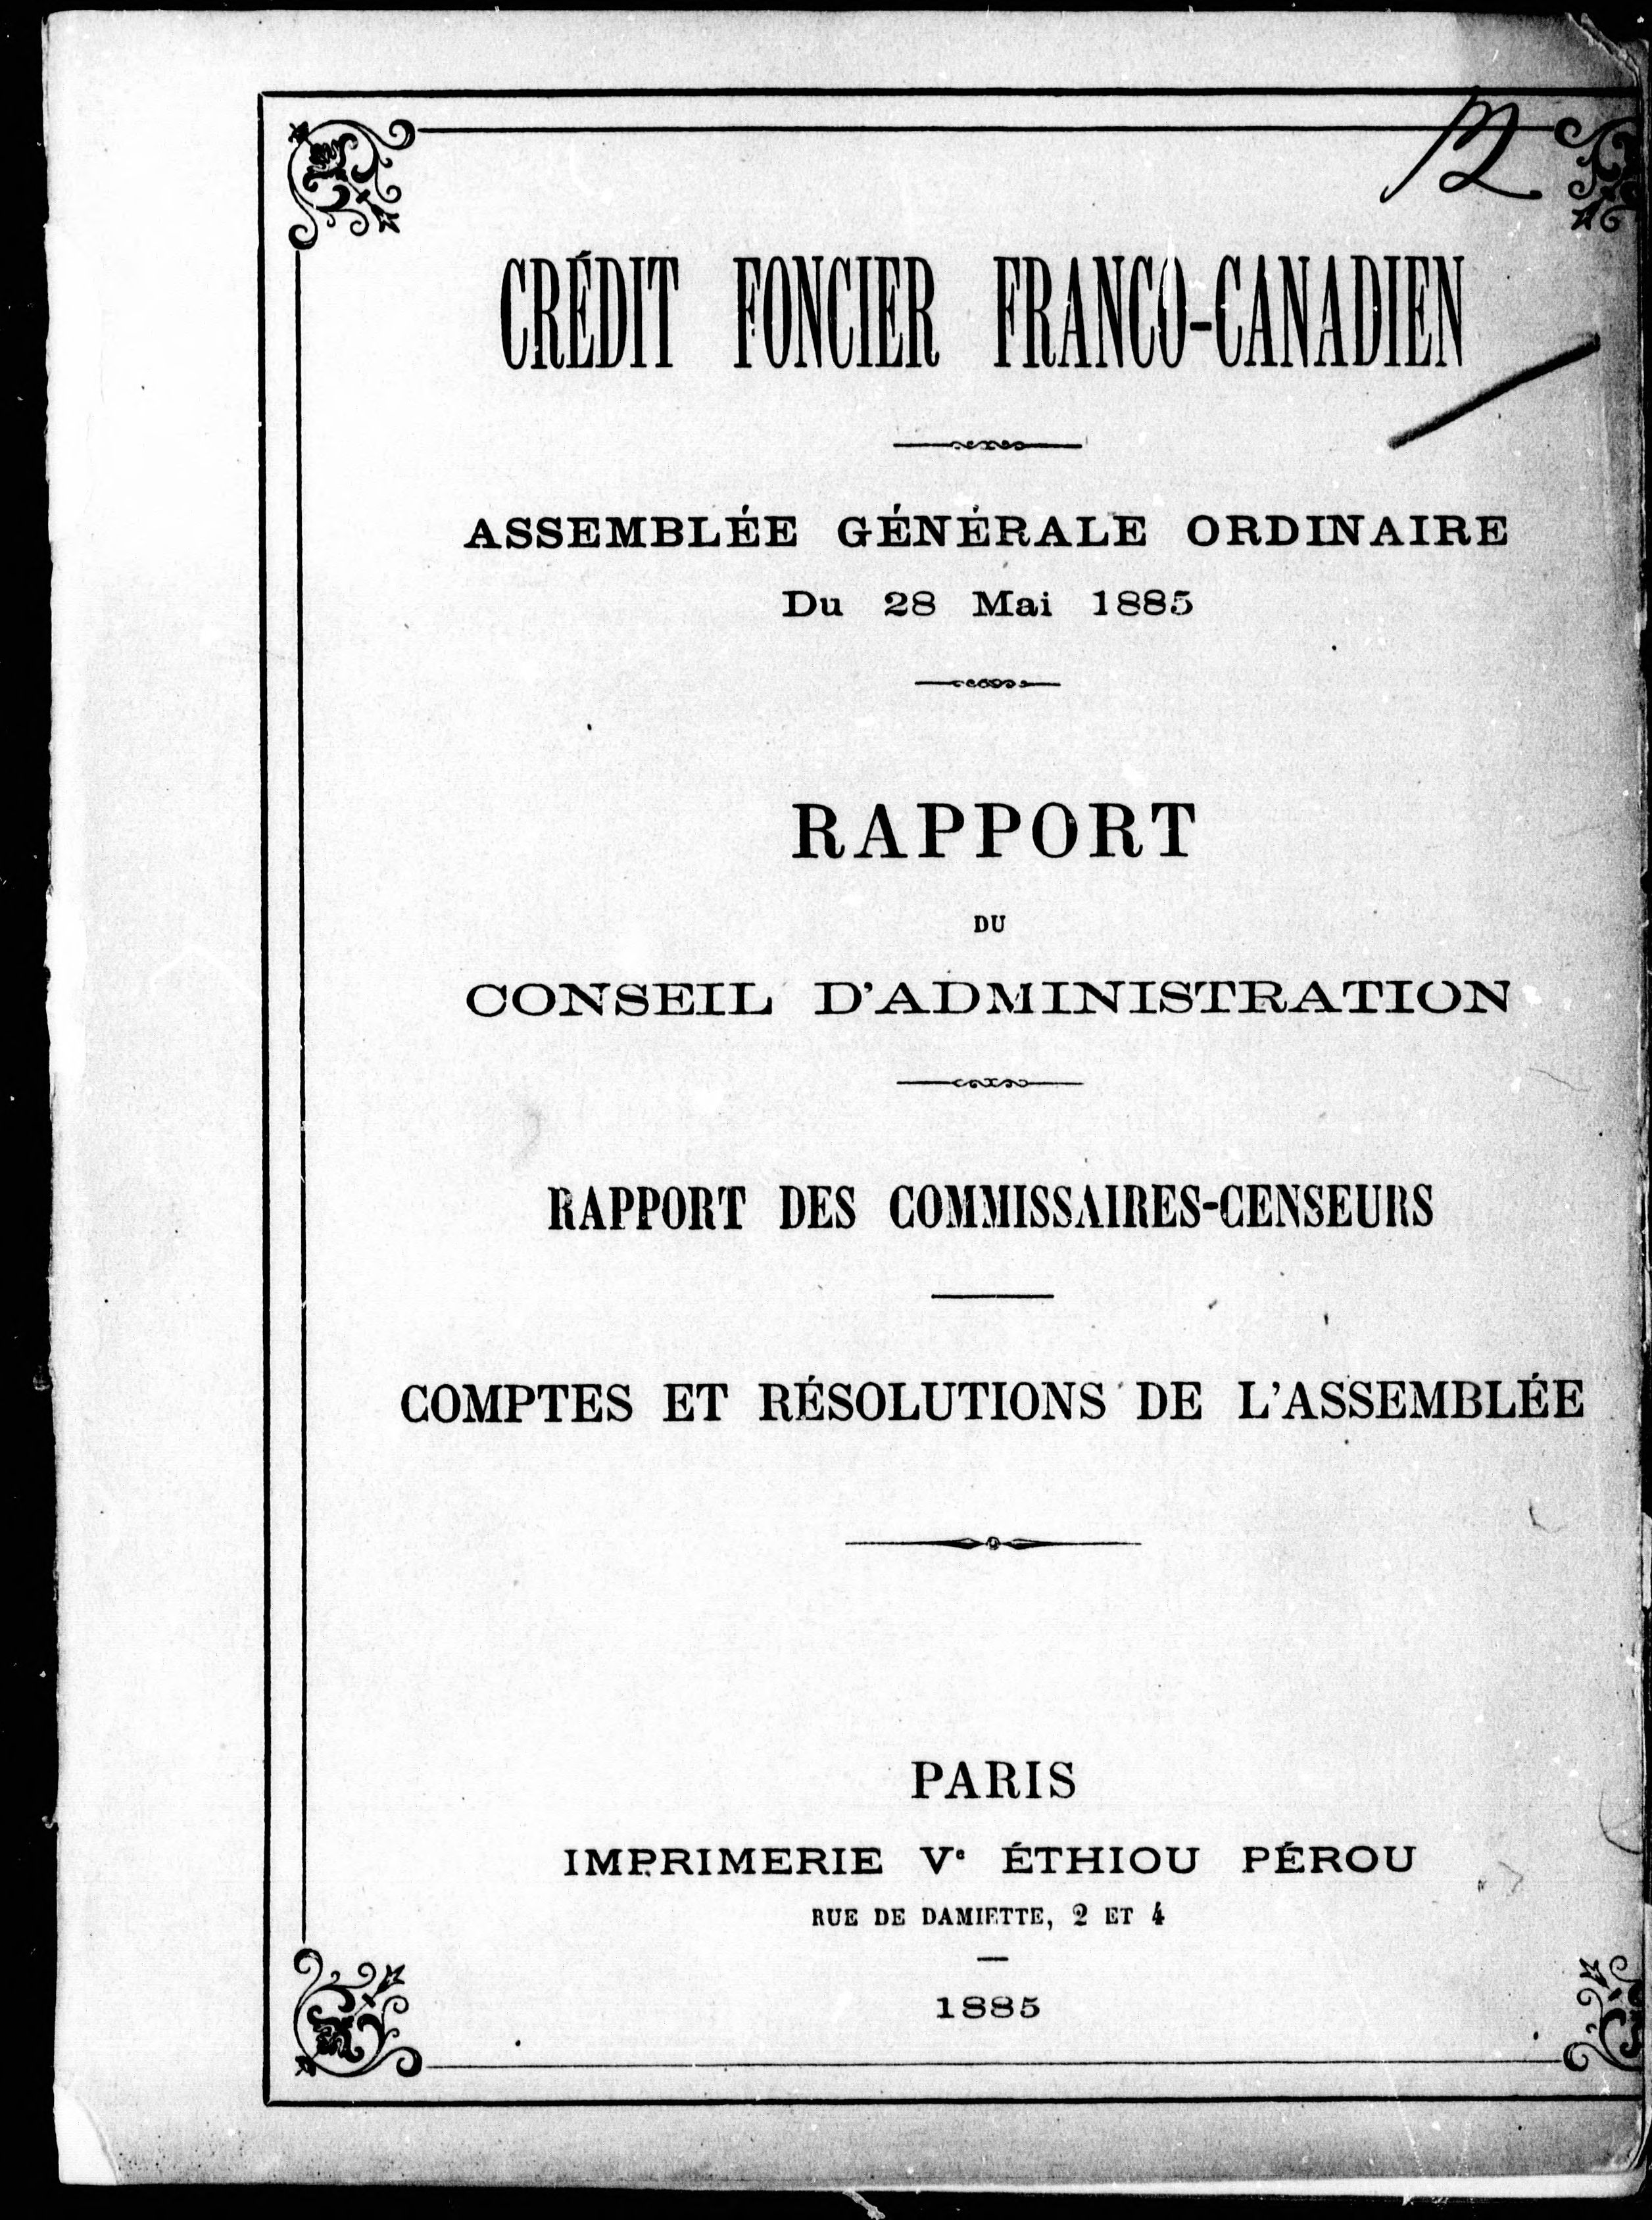 CRÉDIT FONCIER FRANCO-CANADIEN
ASSEMBLÉE GÉNÉRALE ORDINAIRE
Du 28 Mai 1885
RAPPORT
DU
CONSEIL D'ADMINISTRATION
RAPPORT DES COMMISSAIRES-CENSEURS
COMPTES ET RÉSOLUTIONS DE L'ASSEMBLÉE
PARIS
IMPRIMERIE Ve ÉTHIOU PÉROU
RUE DE DAMIETTE, 2 ET 4
1885